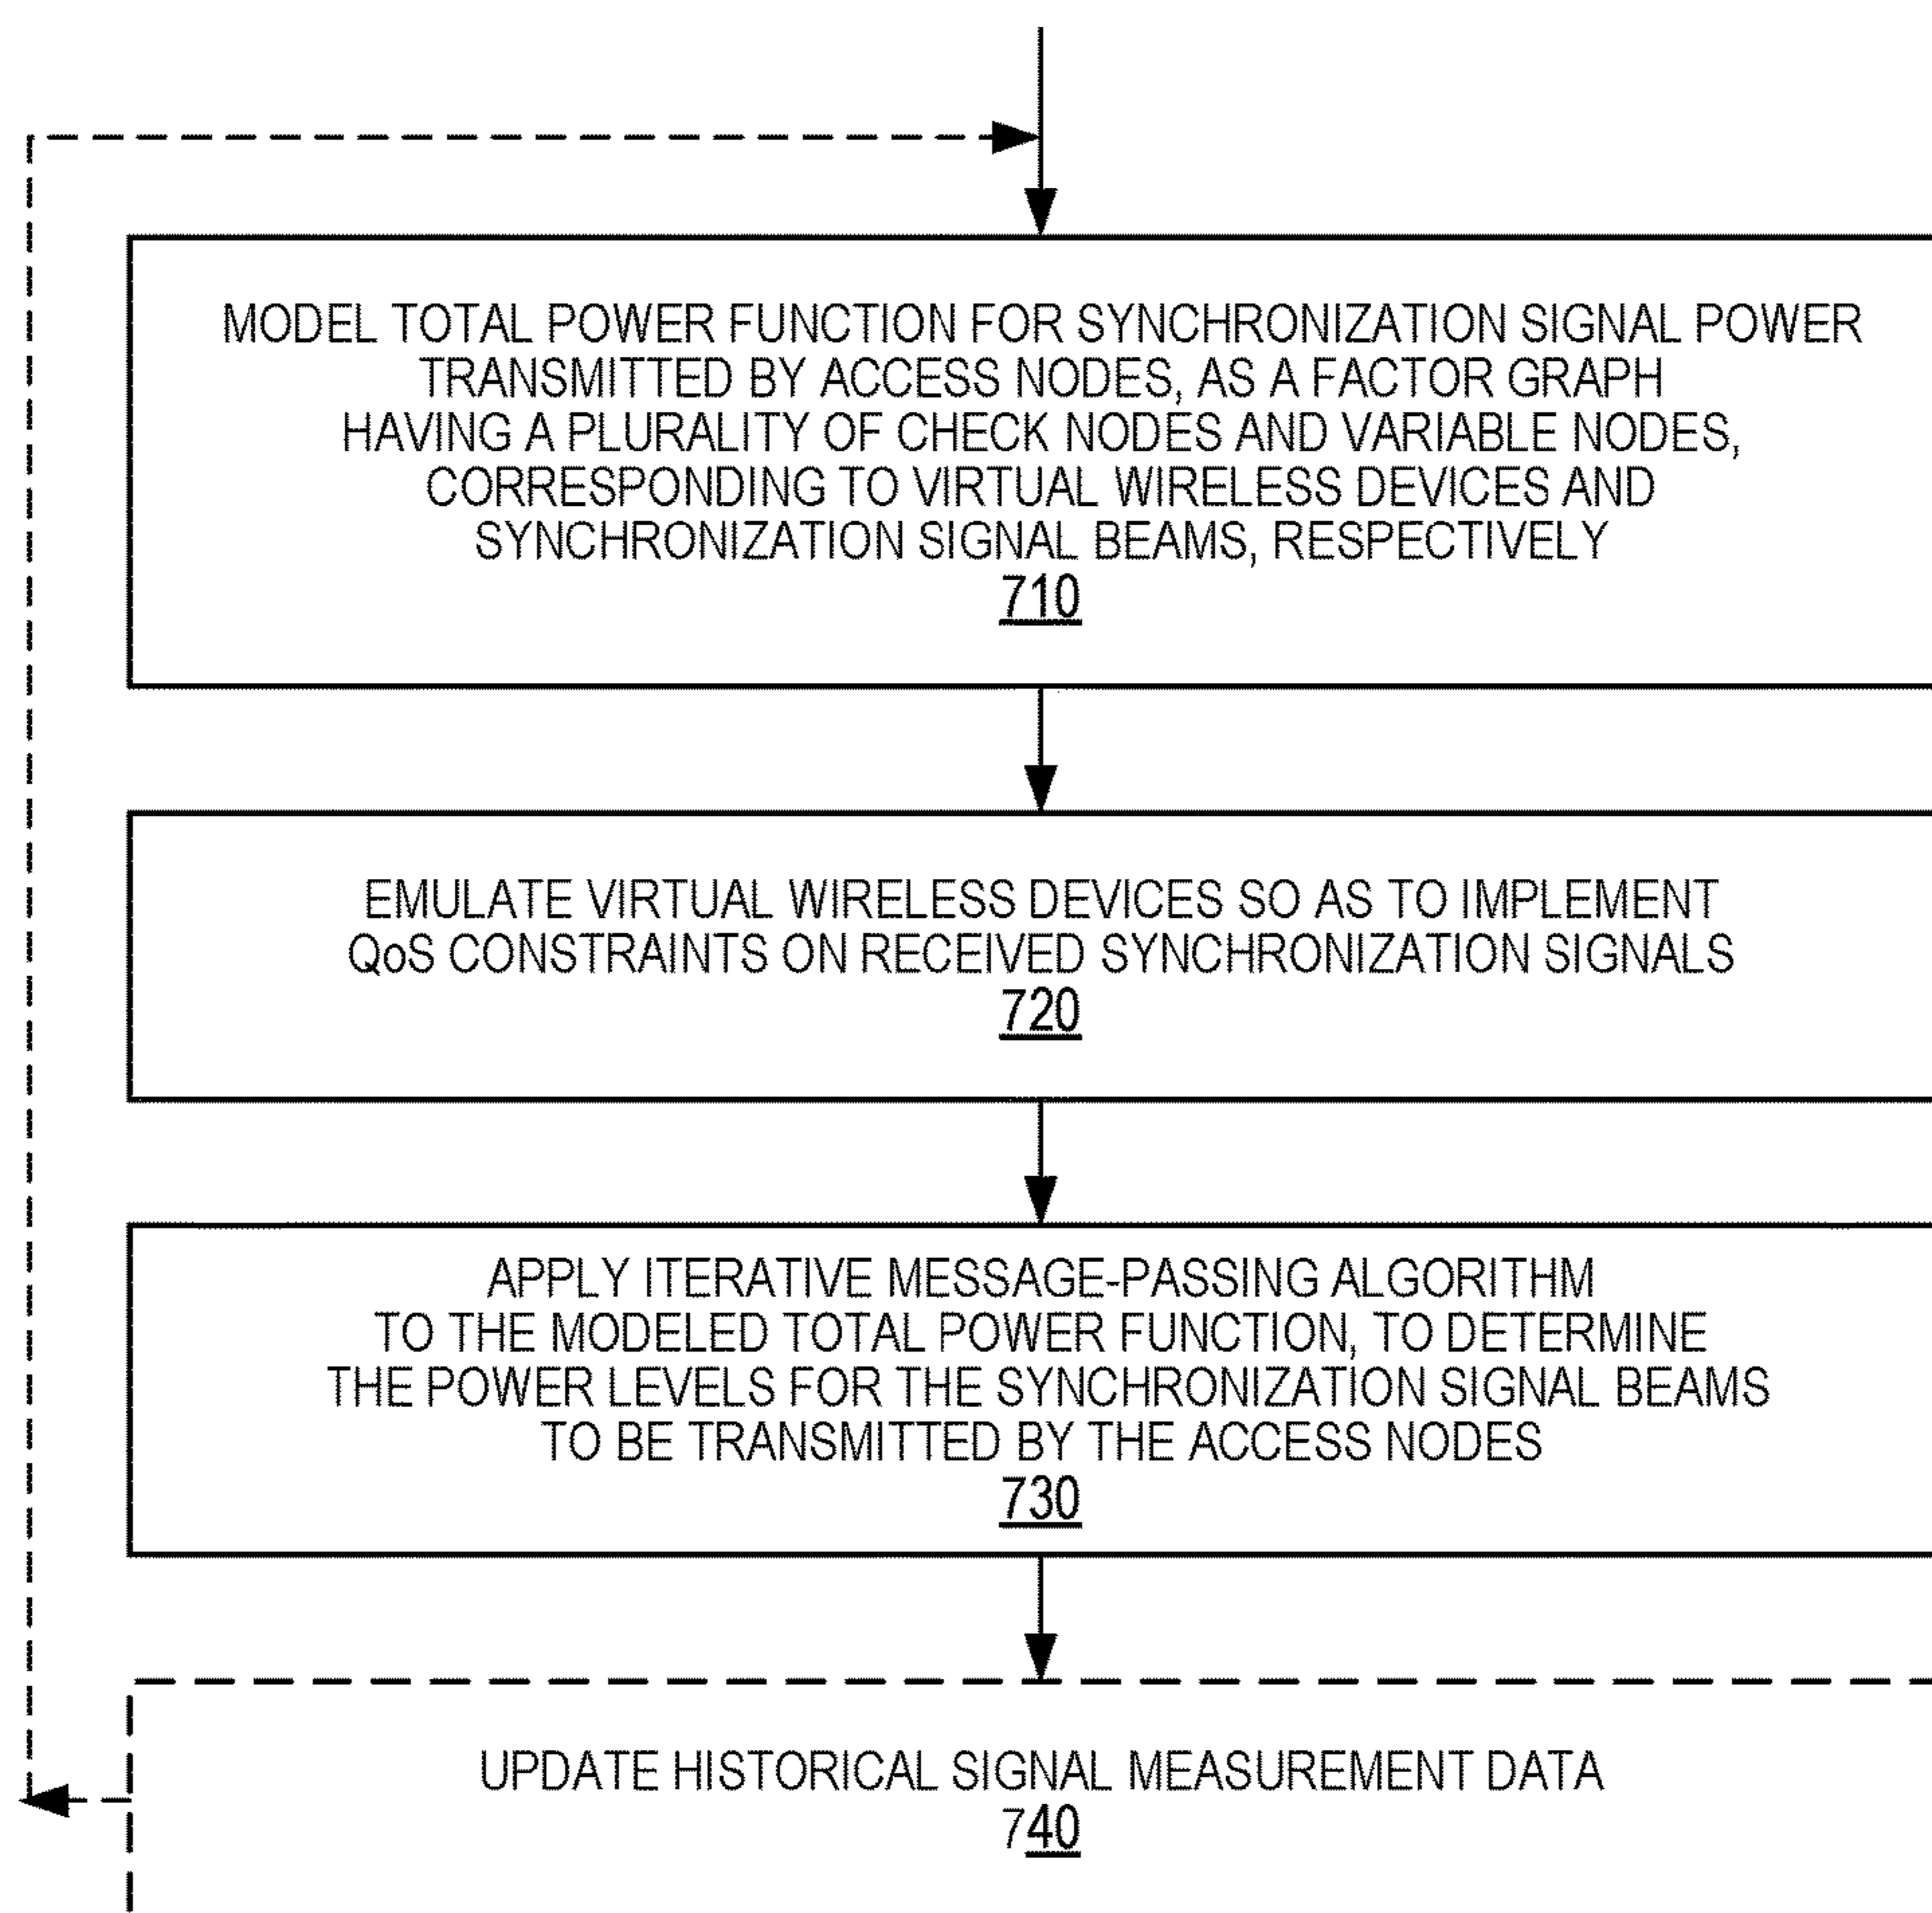 MODEL TOTAL POWER FUNCTION FOR SYNCHRONIZATION SIGNAL POWER
TRANSMITTED BY ACCESS NODES, AS A FACTOR GRAPH
HAVING A PLURALITY OF CHECK NODES AND VARIABLE NODES,
CORRESPONDING TO VIRTUAL WIRELESS DEVICES AND
SYNCHRONIZATION SIGNAL BEAMS, RESPECTIVELY
710
EMULATE VIRTUAL WIRELESS DEVICES SO AS TO IMPLEMENT
QoS CONSTRAINTS ON RECEIVED SYNCHRONIZATION SIGNALS
720
APPLY ITERATIVE MESSAGE-PASSING ALGORITHM
TO THE MODELED TOTAL POWER FUNCTION, TO DETERMINE
THE POWER LEVELS FOR THE SYNCHRONIZATION SIGNAL BEAMS
TO BE TRANSMITTED BY THE ACCESS NODES
730
UPDATE HISTORICAL SIGNAL MEASUREMENT DATA
740